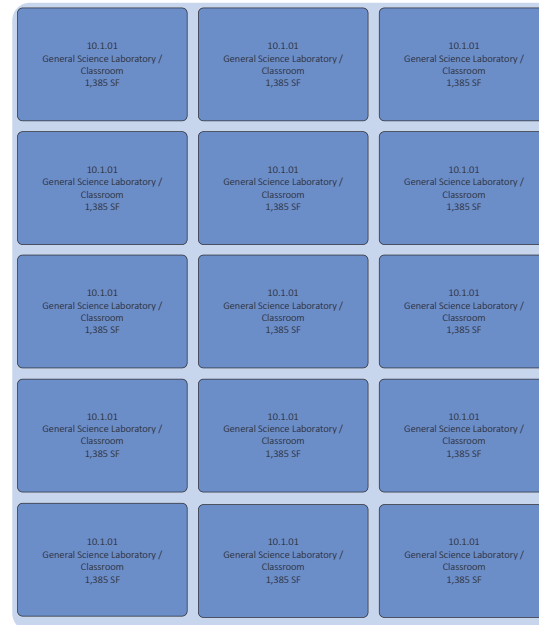 10.1.01
General Science Laboratory /
Classroom
1,385 SF
10.1.01
General Science Laboratory /
Classroom
1,385 SF
10.1.01
General Science Laboratory /
Classroom
1,385 SF
10.1.01
General Science Laboratory /
Classroom
1,385 SF
10.1.01
General Science Laboratory /
Classroom
1,385 SF
10.1.01
General Science Laboratory /
Classroom
1,385 SF
10.1.01
General Science Laboratory /
Classroom
1,385 SF
10.1.01
General Science Laboratory /
Classroom
1,385 SF
10.1.01
General Science Laboratory /
Classroom
1,385 SF
10.1.01
General Science Laboratory /
Classroom
1,385 SF
10.1.01
General Science Laboratory /
Classroom
1,385 SF
10.1.01
General Science Laboratory /
Classroom
1,385 SF
10.1.01
General Science Laboratory /
Classroom
1,385 SF
10.1.01
General Science Laboratory /
Classroom
1,385 SF
10.1.01
General Science Laboratory /
Classroom
1,385 SF